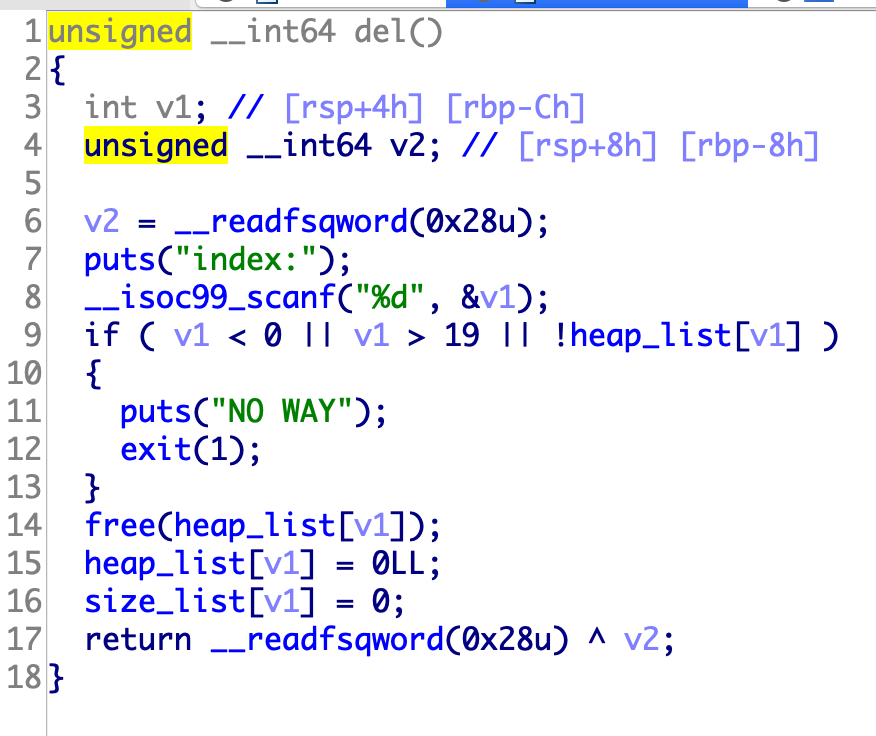 1 unsigned __int64 del()
2 {
3   int v1; // [rsp+4h] [rbp-Ch]
4   unsigned __int64 v2; // [rsp+8h] [rbp-8h]
5
6   v2 = __readfsqword(0x28u);
7   puts("index:");
8   __isoc99_scanf("%d", &v1);
9   if ( v1 < 0 || v1 > 19 || !heap_list[v1] )
10   {
11     puts("NO WAY");
12     exit(1);
13   }
14   free(heap_list[v1]);
15   heap_list[v1] = 0LL;
16   size_list[v1] = 0;
17   return __readfsqword(0x28u) ^ v2;
18 }